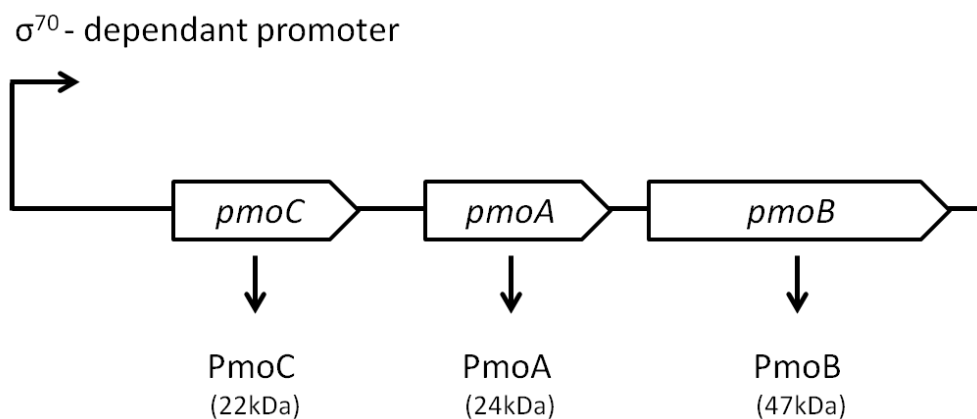 σ⁷⁰ - dependant promoter
pmoC pmoA pmoB
PmoC PmoA PmoB
(22kDa) (24kDa) (47kDa)